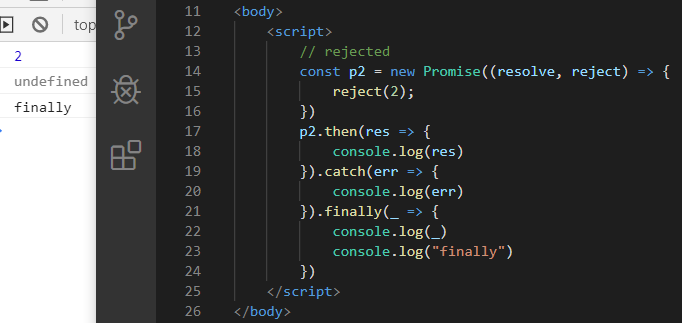 top
2
undefined
finally
11 <body>
12 <script>
13 // rejected
14 const p2 = new Promise((resolve, reject) => {
15 reject(2);
16 })
17 p2.then(res => {
18 console.log(res)
19 }).catch(err => {
20 console.log(err)
21 }).finally(_ => {
22 console.log(_)
23 console.log("finally")
24 })
25 </script>
26 </body>